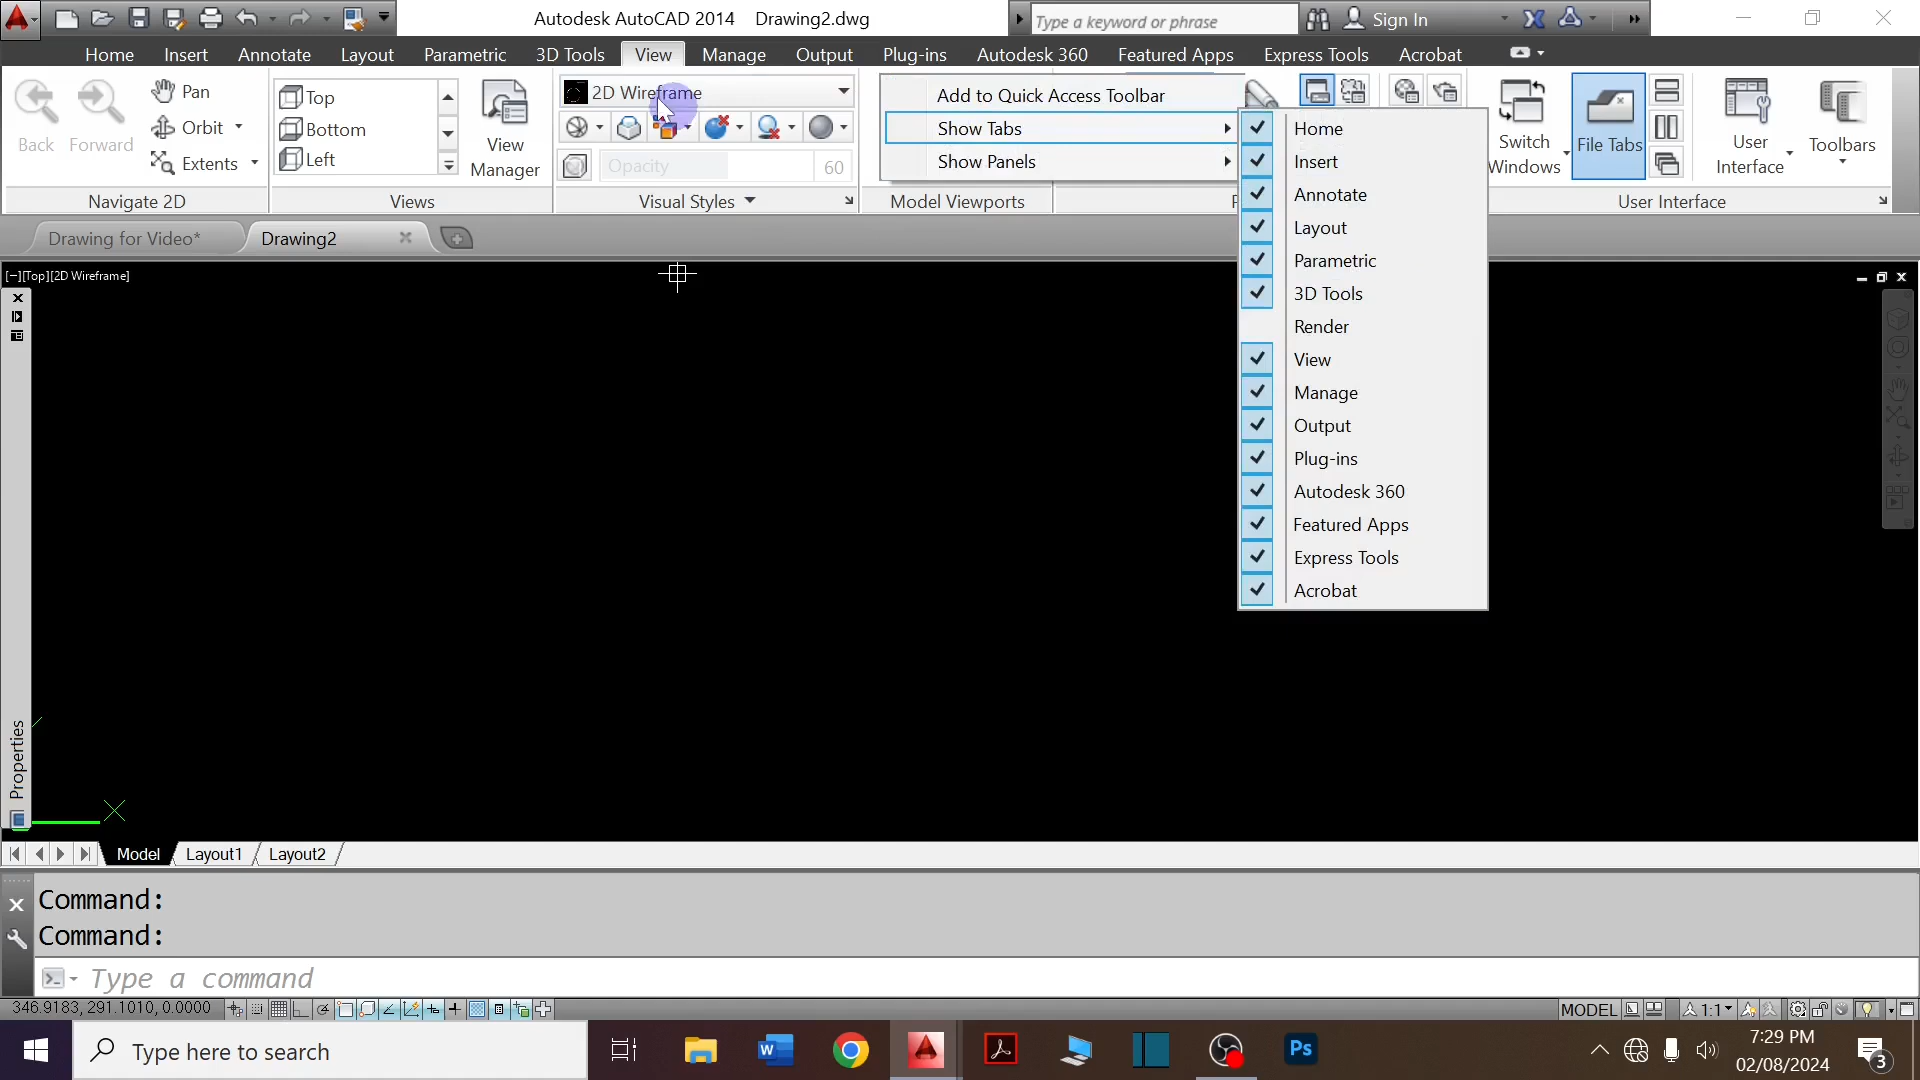 Autodesk AutoCAD 2014 Drawing2.dwg
Type a keyword or phrase
Sign In
Home Insert Annotate Layout Parametric 3D Tools View Manage Output Plug-ins Autodesk 360 Featured Apps Express Tools Acrobat
Back
Forward
Pan
Orbit
Extents
Navigate 2D
Top
Bottom
Left
View
Manager
Views
2D Wireframe
Opacity 60
Visual Styles
Model Viewports
Add to Quick Access Toolbar
Show Tabs
Show Panels
Home
Insert
Annotate
Layout
Parametric
3D Tools
Render
View
Manage
Output
Plug-ins
Autodesk 360
Featured Apps
Express Tools
Acrobat
Switch
Windows
File Tabs
User
Interface
Toolbars
User Interface
Drawing for Video*
Drawing2
[−][Top][2D Wireframe]
Properties
Model Layout1 Layout2
Command:
Command:
Type a command
346.9183, 291.1010, 0.0000
MODEL
1:1
Type here to search
7:29 PM
02/08/2024
3